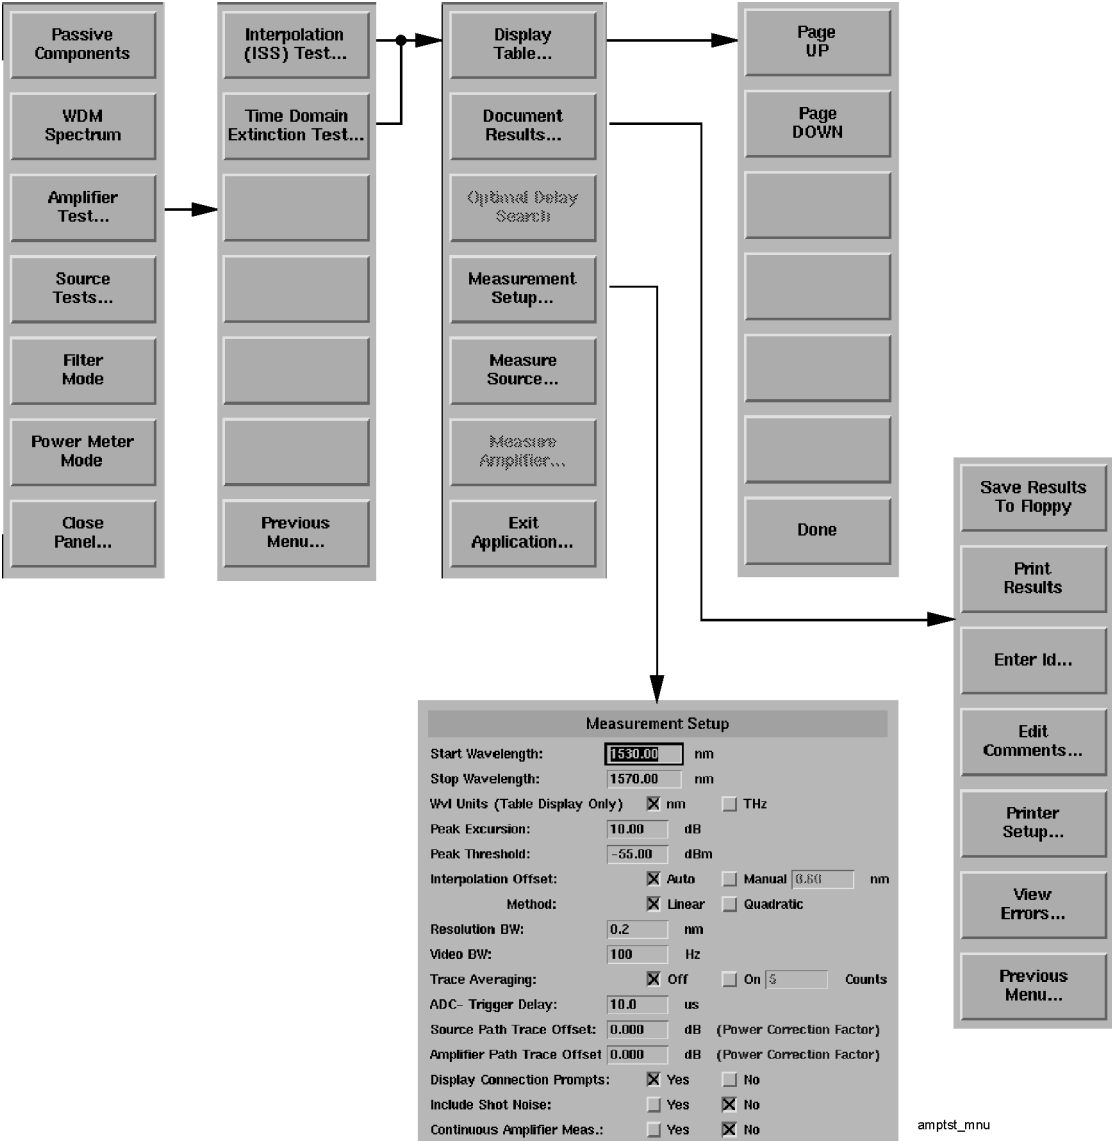 Passive
Components
WDM
Spectrum
Amplifier
Test...
Source
Tests...
Filter
Mode
Power Meter
Mode
Close
Panel...
Interpolation
(ISS) Test...
Time Domain
Extinction Test...
Previous
Menu...
Display
Table...
Document
Results...
Optimal Delay
Search
Measurement
Setup...
Measure
Source...
Measure
Amplifier...
Exit
Application...
Page
UP
Page
DOWN
Done
Save Results
To Floppy
Print
Results
Enter Id...
Edit
Comments...
Printer
Setup...
View
Errors...
Previous
Menu...
Measurement Setup
Start Wavelength: 1530.00 nm
Stop Wavelength: 1570.00 nm
Wvl Units (Table Display Only) nm THz
Peak Excursion: 10.00 dB
Peak Threshold: -55.00 dBm
Interpolation Offset: Auto Manual 0.80 nm
Method: Linear Quadratic
Resolution BW: 0.2 nm
Video BW: 100 Hz
Trace Averaging: Off On 5 Counts
ADC- Trigger Delay: 10.0 us
Source Path Trace Offset: 0.000 dB (Power Correction Factor)
Amplifier Path Trace Offset 0.000 dB (Power Correction Factor)
Display Connection Prompts: Yes No
Include Shot Noise: Yes No
Continuous Amplifier Meas.: Yes No
amptst_mnu